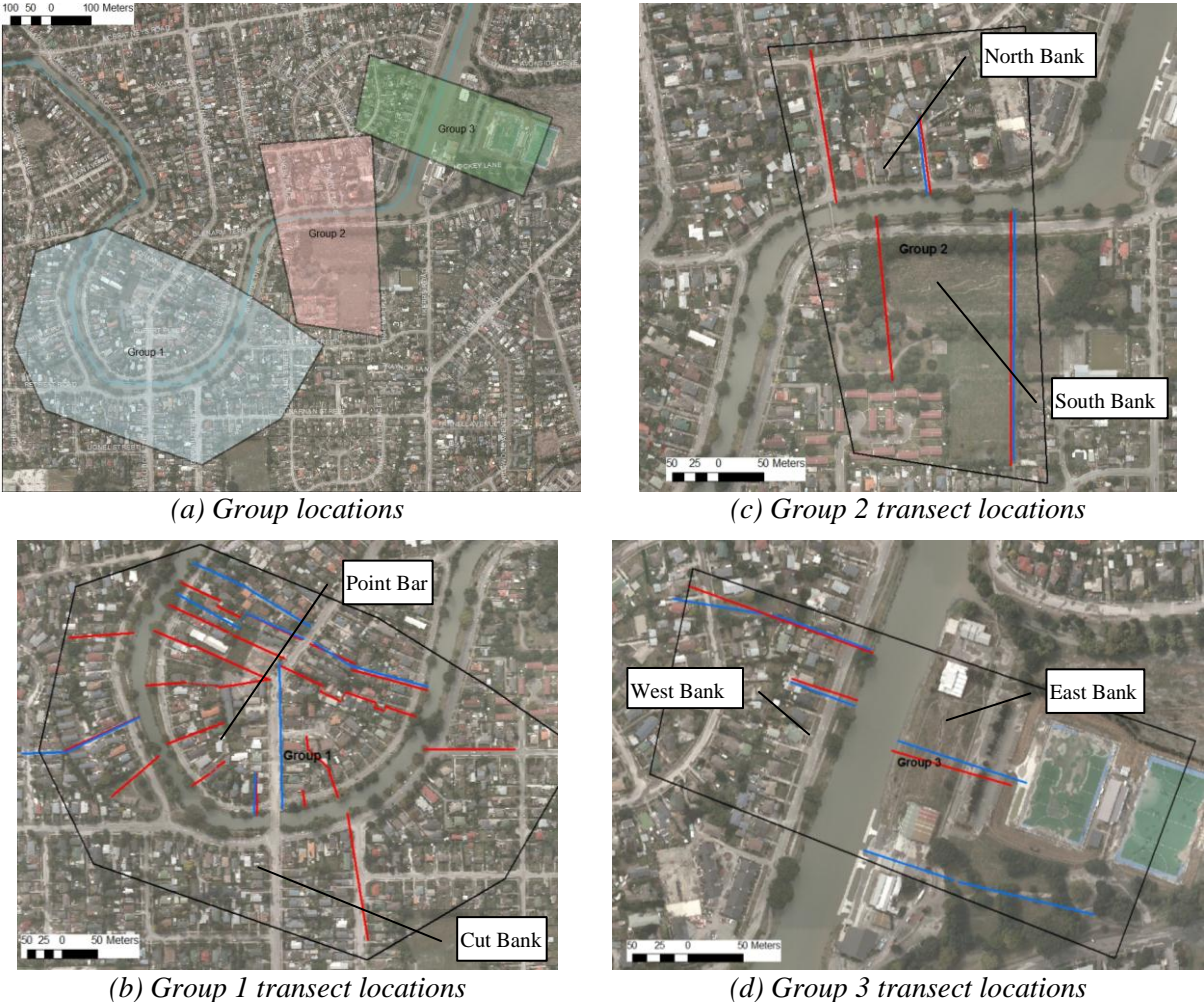 100 50 0 100 Meters
Group 3
HOCKEY LANE
Group 2
Group 1
(a) Group locations
North Bank
Group 2
South Bank
50 25 0 50 Meters
(c) Group 2 transect locations
Point Bar
Group 1
Cut Bank
50 25 0 50 Meters
(b) Group 1 transect locations
West Bank
East Bank
Group 3
50 25 0 50 Meters
(d) Group 3 transect locations